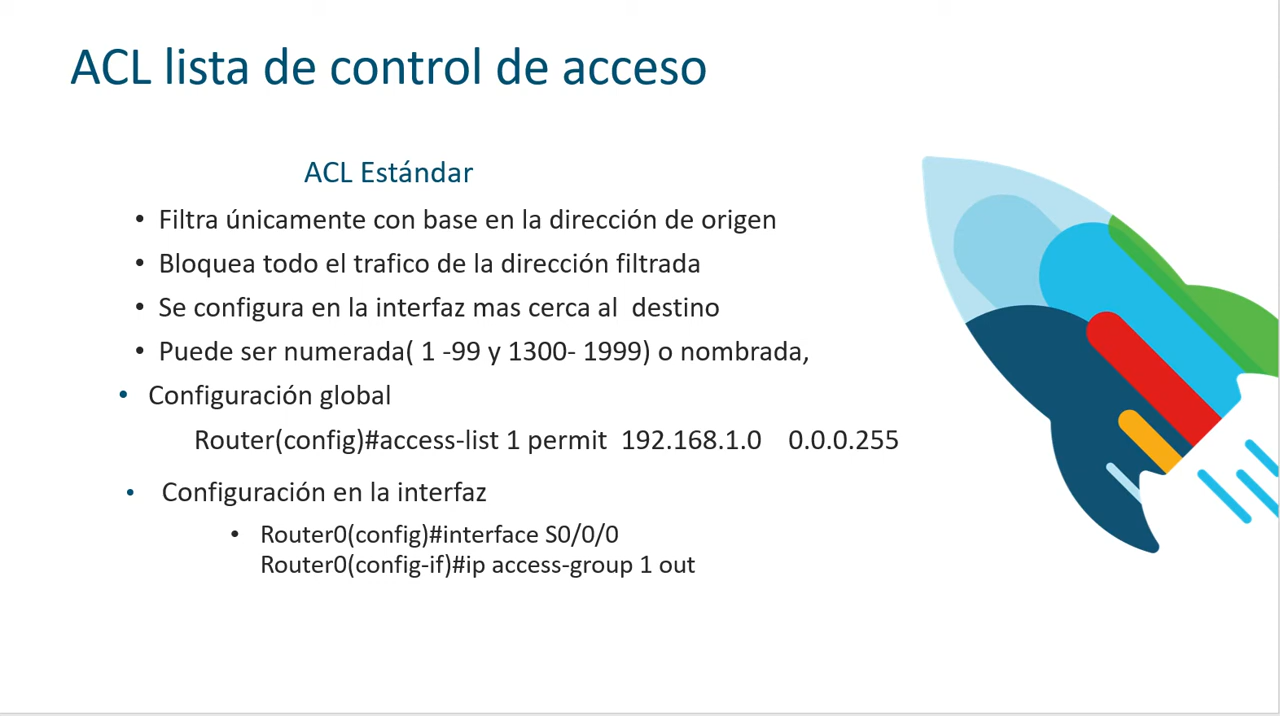 ACL lista de control de acceso
ACL Estándar
• Filtra únicamente con base en la dirección de origen
• Bloquea todo el trafico de la dirección filtrada
• Se configura en la interfaz mas cerca al  destino
• Puede ser numerada( 1 -99 y 1300- 1999) o nombrada,
• Configuración global
Router(config)#access-list 1 permit  192.168.1.0    0.0.0.255
• Configuración en la interfaz
• Router0(config)#interface S0/0/0
Router0(config-if)#ip access-group 1 out